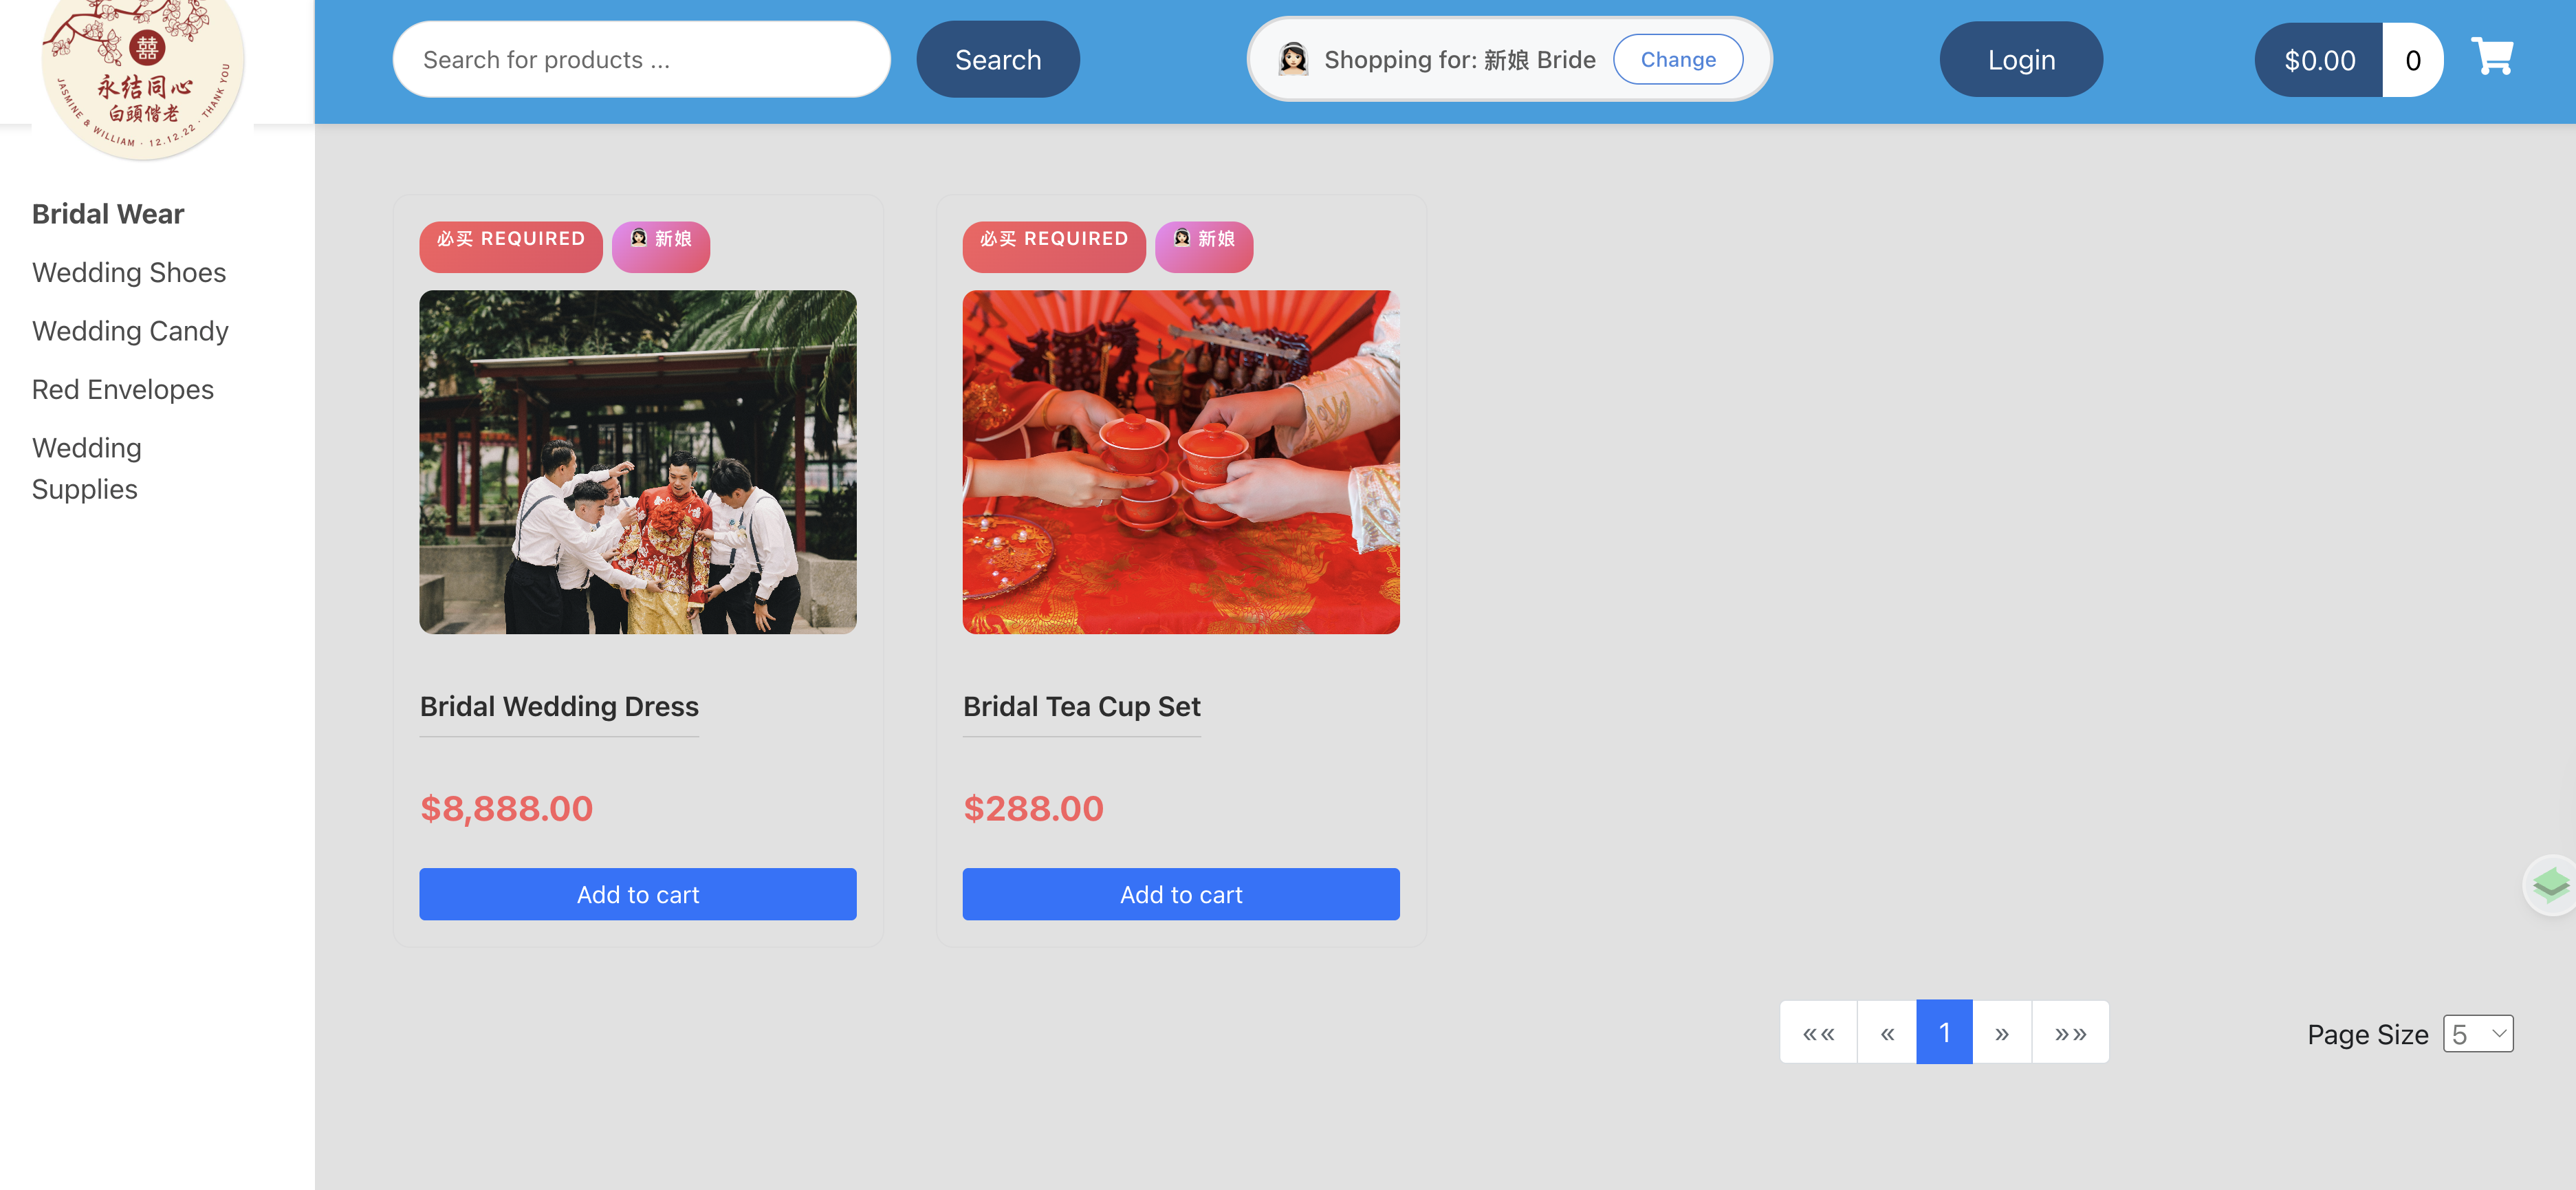 囍
永结同心
白頭偕老
JASMINE & WILLIAM · 12.12.22 · THANK YOU
Search for products ...
Search
Shopping for: 新娘 Bride
Change
Login
$0.00
0
Bridal Wear
Wedding Shoes
Wedding Candy
Red Envelopes
Wedding
Supplies
必买 REQUIRED
新娘
Bridal Wedding Dress
$8,888.00
Add to cart
必买 REQUIRED
新娘
Bridal Tea Cup Set
$288.00
Add to cart
««
«
1
»
»»
Page Size
5